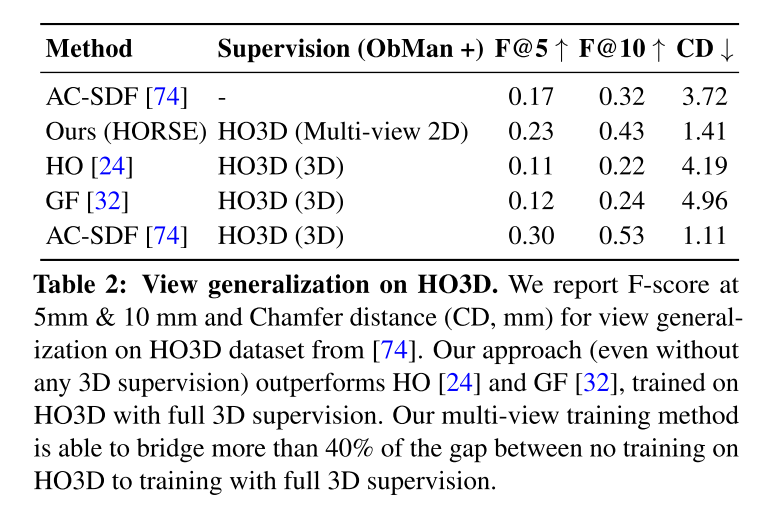 Method Supervision (ObMan +) F@5 ↑ F@10 ↑ CD ↓
AC-SDF [74] - 0.17 0.32 3.72
Ours (HORSE) HO3D (Multi-view 2D) 0.23 0.43 1.41
HO [24] HO3D (3D) 0.11 0.22 4.19
GF [32] HO3D (3D) 0.12 0.24 4.96
AC-SDF [74] HO3D (3D) 0.30 0.53 1.11
Table 2: View generalization on HO3D. We report F-score at
5mm & 10 mm and Chamfer distance (CD, mm) for view general-
ization on HO3D dataset from [74]. Our approach (even without
any 3D supervision) outperforms HO [24] and GF [32], trained on
HO3D with full 3D supervision. Our multi-view training method
is able to bridge more than 40% of the gap between no training on
HO3D to training with full 3D supervision.